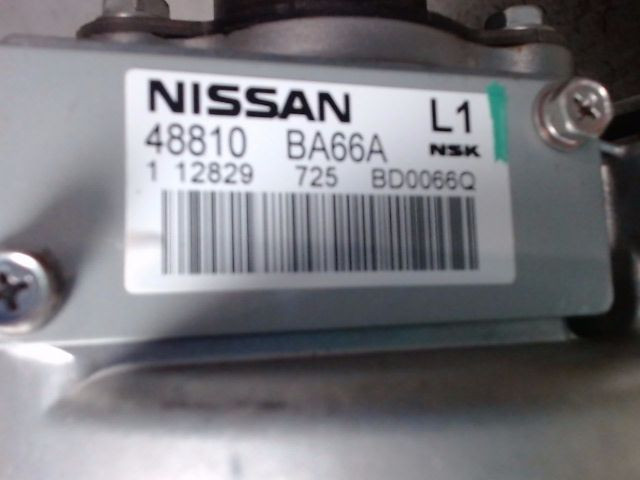 NISSAN L1
48810 BA66A NSK
1 12829 725 BD0066Q